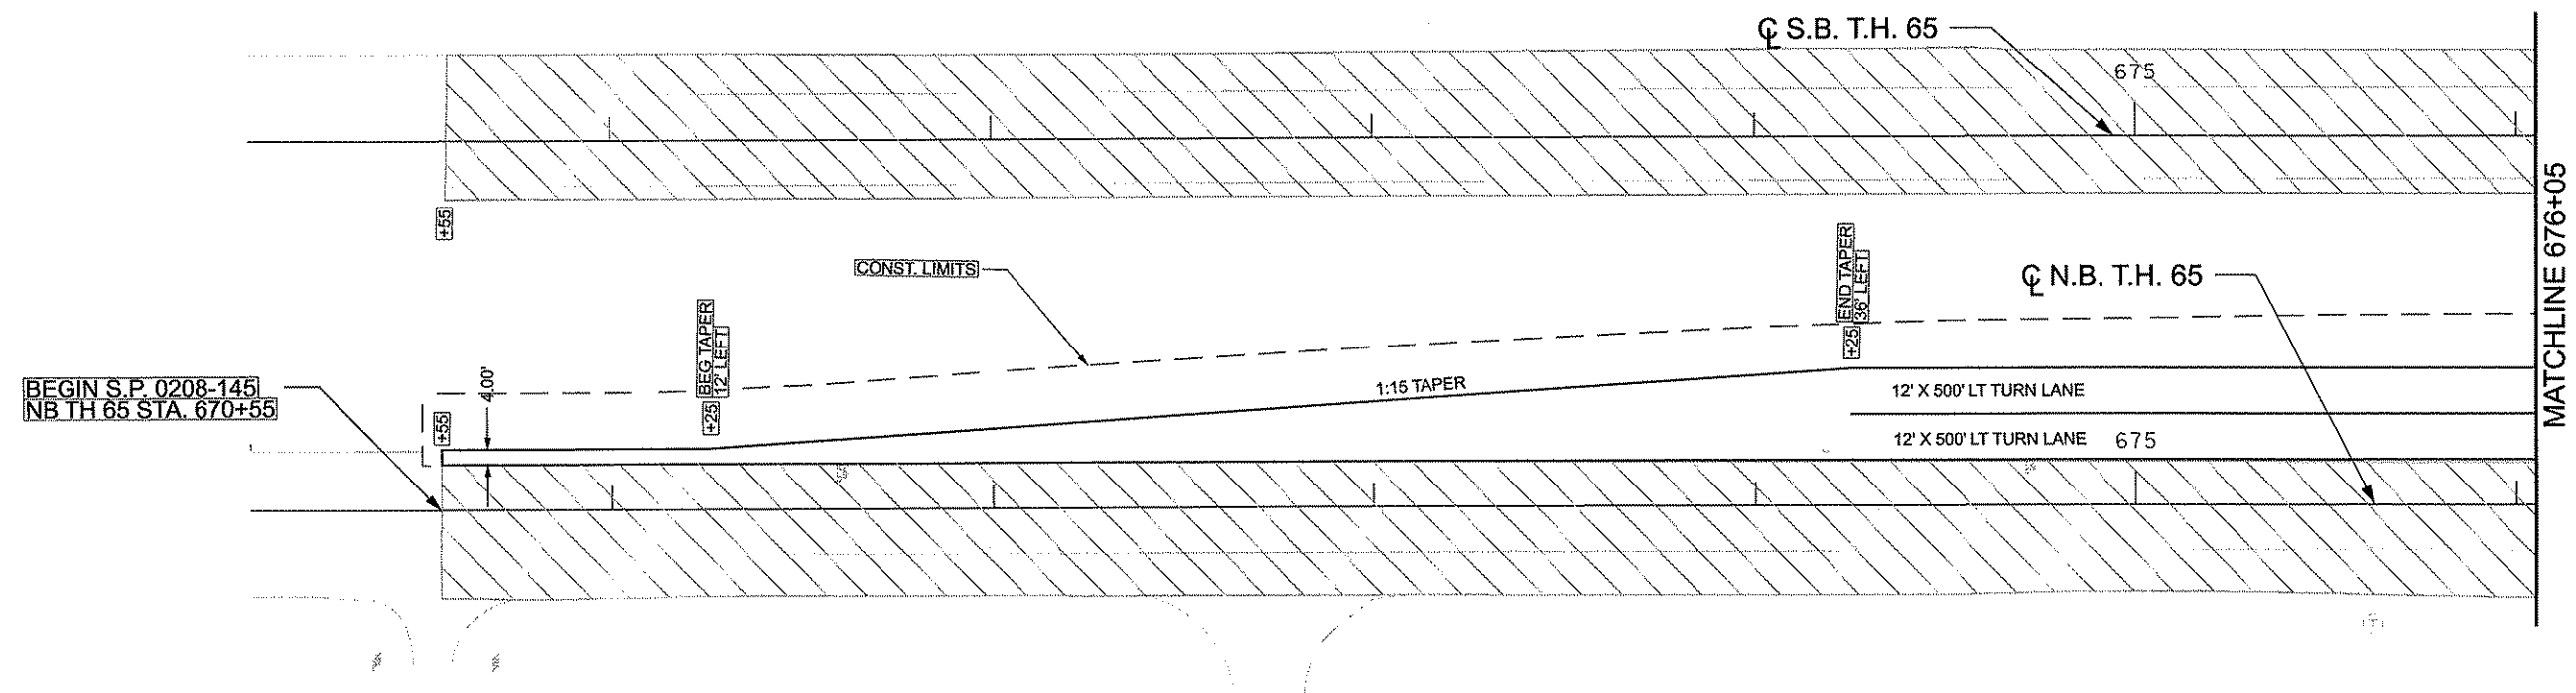 ℄ S.B. T.H. 65
675
MATCHLINE 676+05
+55
CONST. LIMITS
END TAPER
36' LEFT
+25
℄ N.B. T.H. 65
BEG TAPER
12' LEFT
+25
BEGIN S.P. 0208-145
NB TH 65 STA. 670+55
4.00'
+55
1:15 TAPER
12' X 500' LT TURN LANE
12' X 500' LT TURN LANE
675